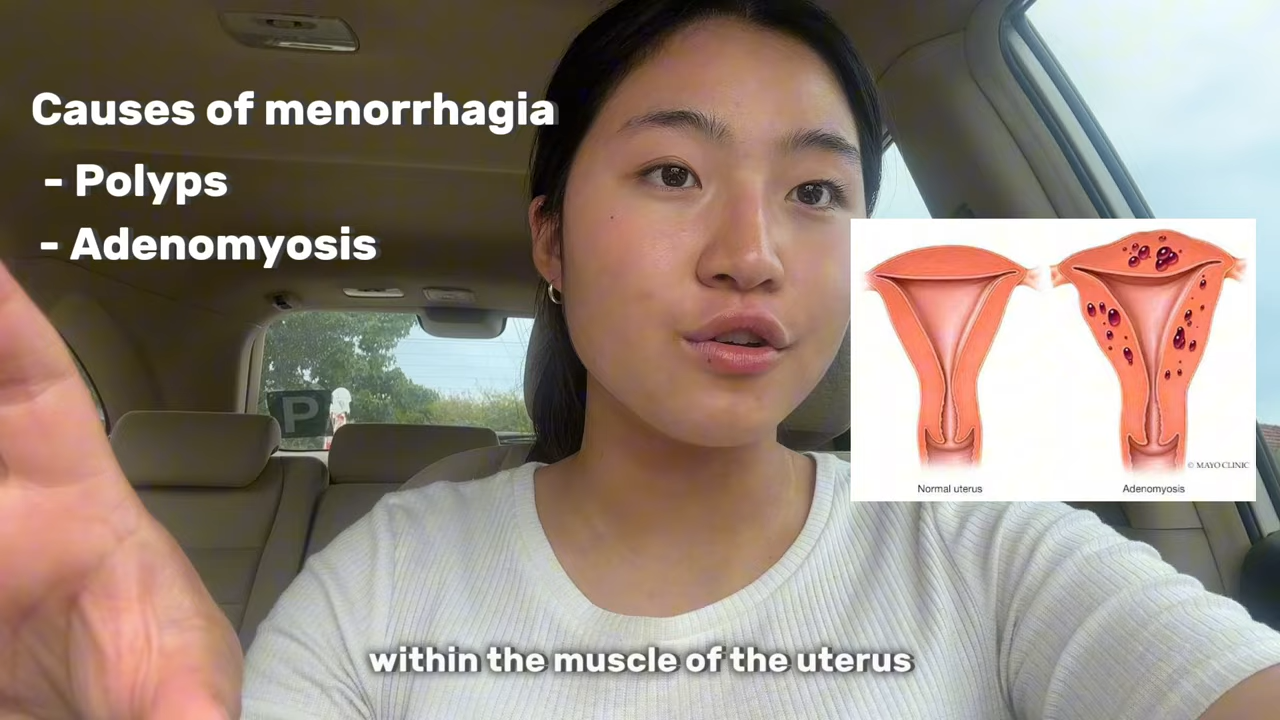 Causes of menorrhagia
- Polyps
- Adenomyosis
P
© MAYO CLINIC
Normal uterus
Adenomyosis
within the muscle of the uterus